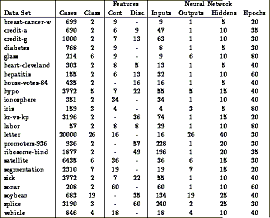 Features Neural Network
Data Set Cases Class Cont Disc Inputs Outputs Hiddens Epochs
breast-cancer-w 699 2 9 - 9 1 5 20
credit-a 690 2 6 9 47 1 10 35
credit-g 1000 2 7 13 63 1 10 30
diabetes 768 2 9 - 8 1 5 30
glass 214 6 9 - 9 6 10 80
heart-cleveland 303 2 8 5 13 1 5 40
hepatitis 155 2 6 13 32 1 10 60
house-votes-84 435 2 - 16 16 1 5 40
hypo 3772 5 7 22 55 5 15 40
ionosphere 351 2 34 - 34 1 10 40
iris 159 3 4 - 4 3 5 80
kr-vs-kp 3196 2 - 36 74 1 15 20
labor 57 2 8 8 29 1 10 80
letter 20000 26 16 - 16 26 40 30
promoters-936 936 2 - 57 228 1 20 30
ribosome-bind 1877 2 - 49 196 1 20 35
satellite 6435 6 36 - 36 6 15 30
segmentation 2310 7 19 - 19 7 15 20
sick 3772 2 7 22 55 1 10 40
sonar 208 2 60 - 60 1 10 60
soybean 683 19 - 35 134 19 25 40
splice 3190 3 - 60 240 2 25 30
vehicle 846 4 18 - 18 4 10 40